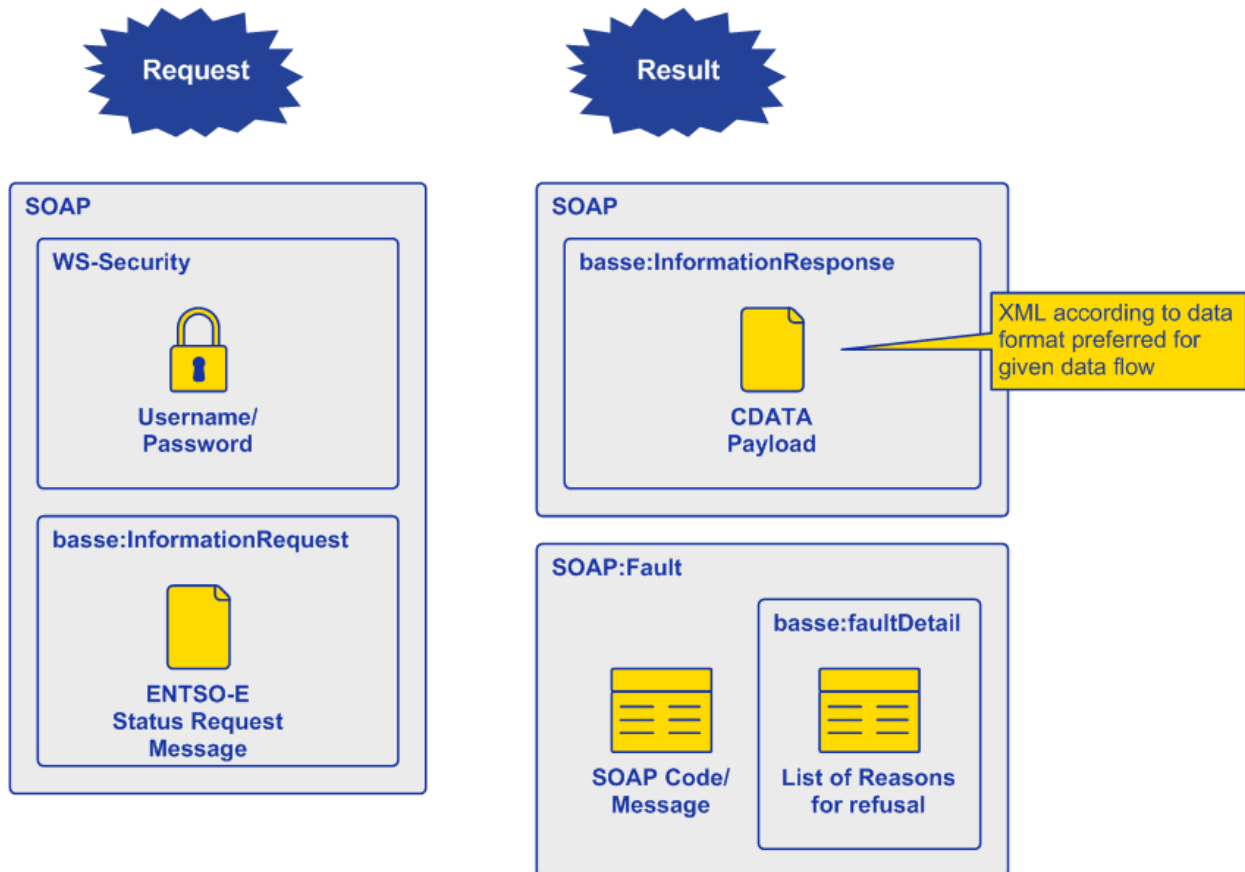 Request
Result
SOAP
WS-Security
Username/
Password
basse:InformationRequest
ENTSO-E
Status Request
Message
SOAP
basse:InformationResponse
CDATA
Payload
XML according to data
format preferred for
given data flow
SOAP:Fault
SOAP Code/
Message
basse:faultDetail
List of Reasons
for refusal